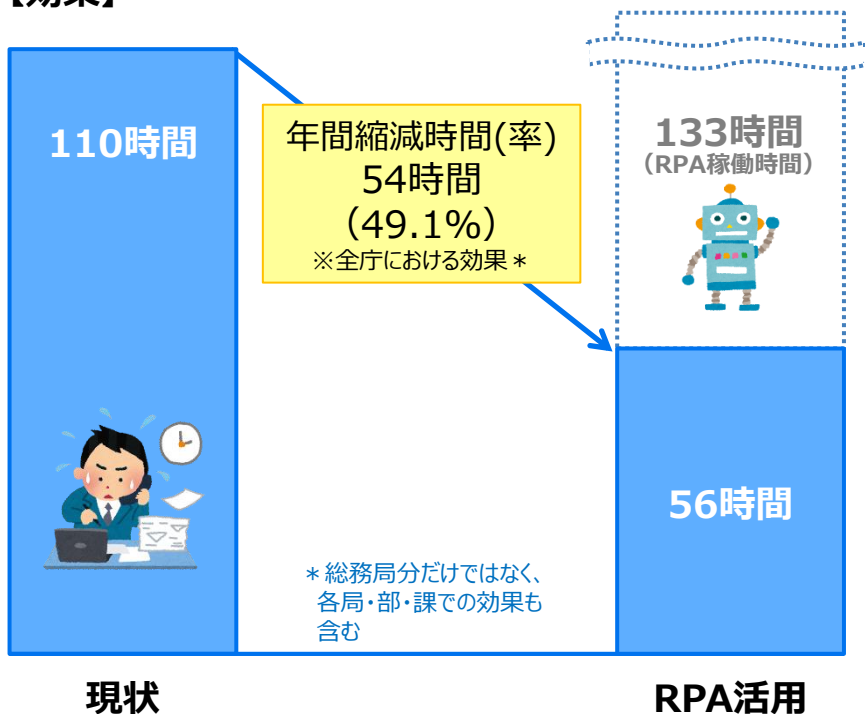 【効果】
110時間
年間縮減時間(率)
54時間
(49.1%)
※全庁における効果＊
133時間
(RPA稼働時間)
56時間
＊総務局分だけではなく、
各局・部・課での効果も
含む
現状
RPA活用